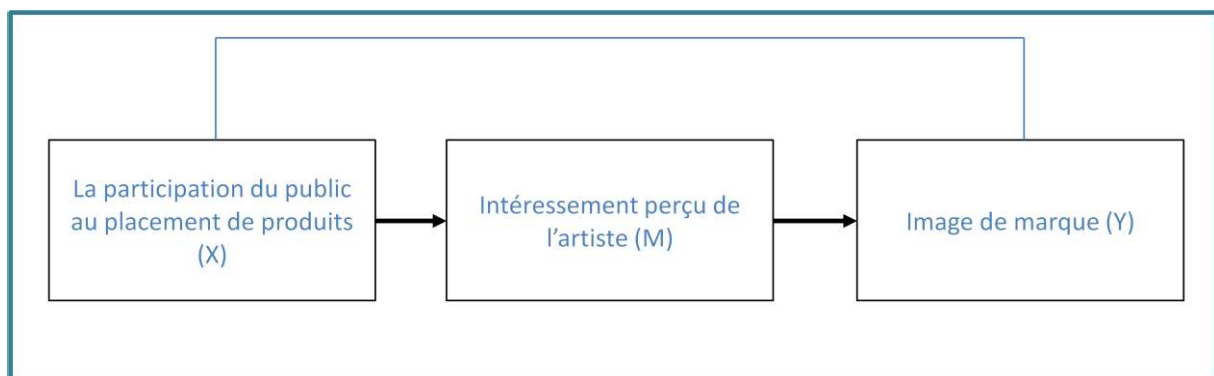 La participation du public
au placement de produits
(X)
Intéressement perçu de
l’artiste (M)
Image de marque (Y)